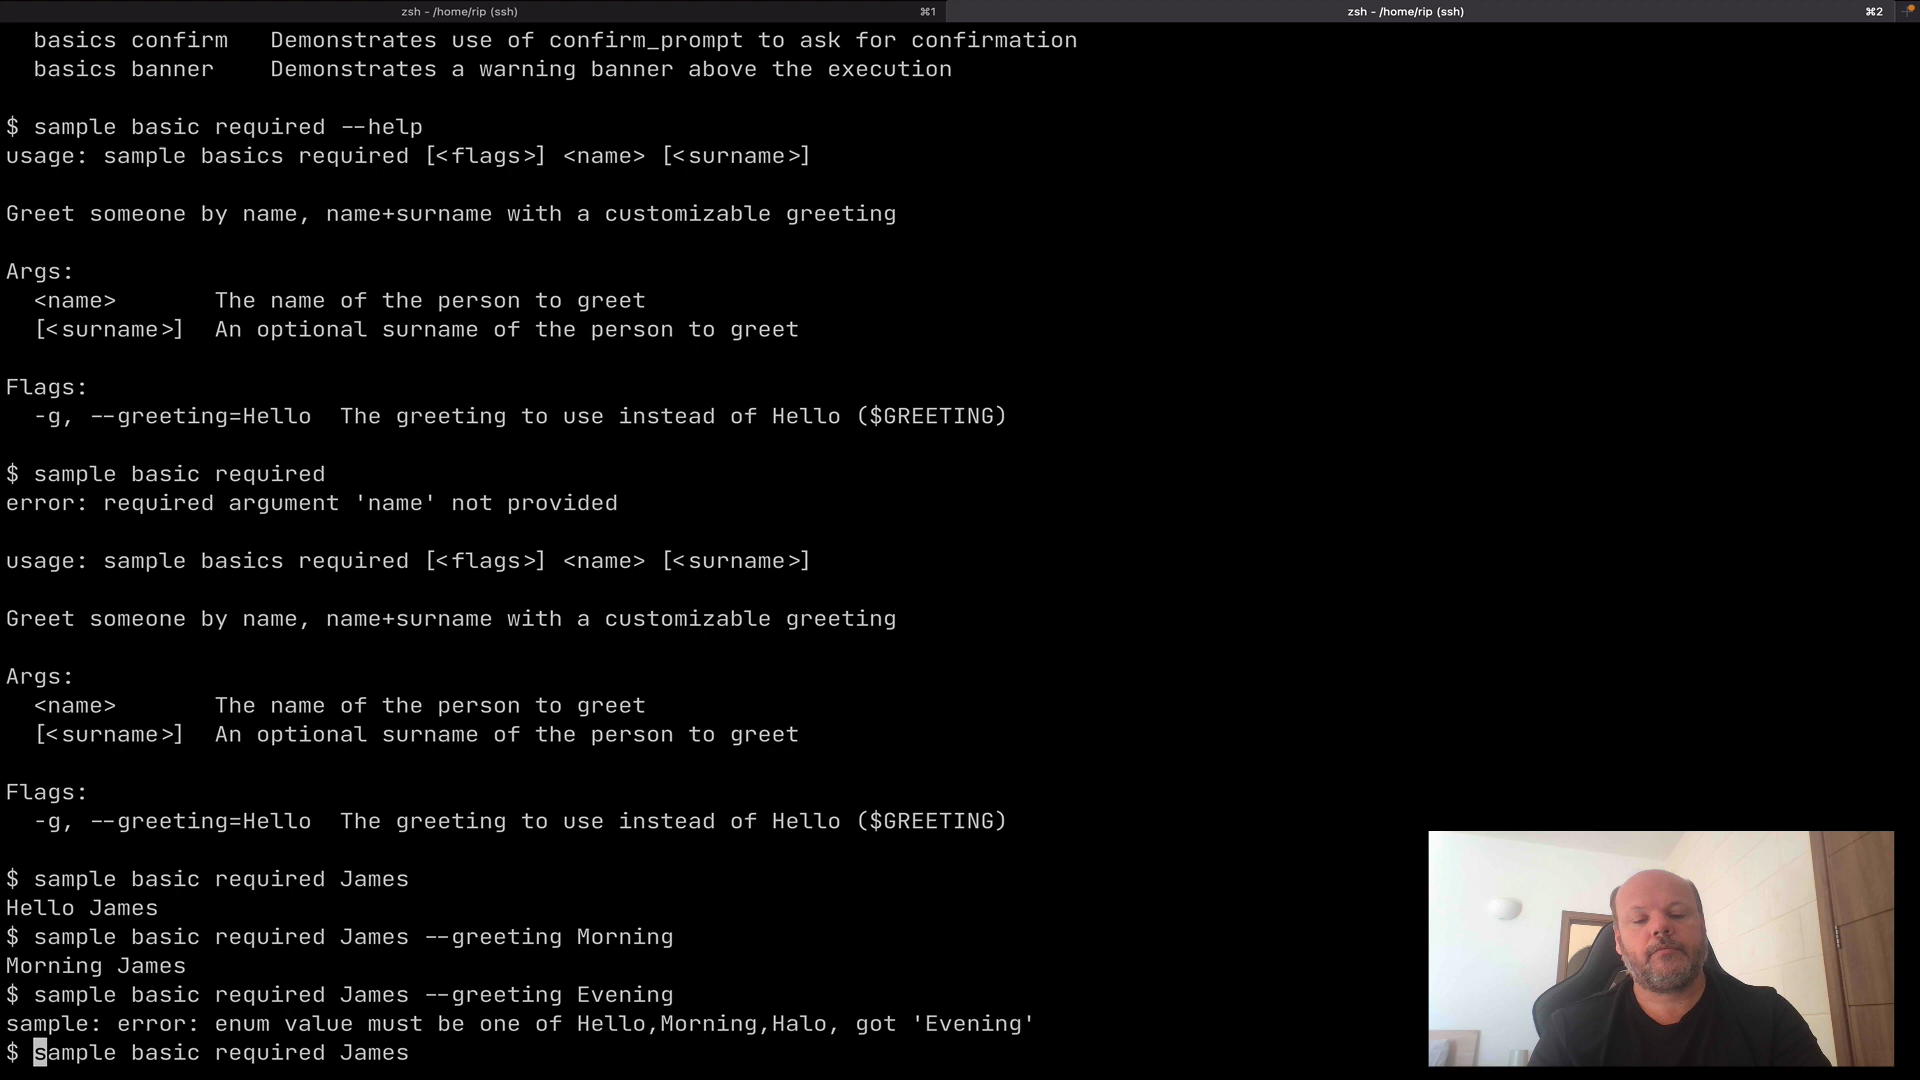 zsh - /home/rip (ssh) ⌘1 zsh - /home/rip (ssh) ⌘2
basics confirm Demonstrates use of confirm_prompt to ask for confirmation
basics banner Demonstrates a warning banner above the execution
$ sample basic required --help
usage: sample basics required [<flags>] <name> [<surname>]
Greet someone by name, name+surname with a customizable greeting
Args:
<name> The name of the person to greet
[<surname>] An optional surname of the person to greet
Flags:
-g, --greeting=Hello The greeting to use instead of Hello ($GREETING)
$ sample basic required
error: required argument 'name' not provided
usage: sample basics required [<flags>] <name> [<surname>]
Greet someone by name, name+surname with a customizable greeting
Args:
<name> The name of the person to greet
[<surname>] An optional surname of the person to greet
Flags:
-g, --greeting=Hello The greeting to use instead of Hello ($GREETING)
$ sample basic required James
Hello James
$ sample basic required James --greeting Morning
Morning James
$ sample basic required James --greeting Evening
sample: error: enum value must be one of Hello,Morning,Halo, got 'Evening'
$ sample basic required James